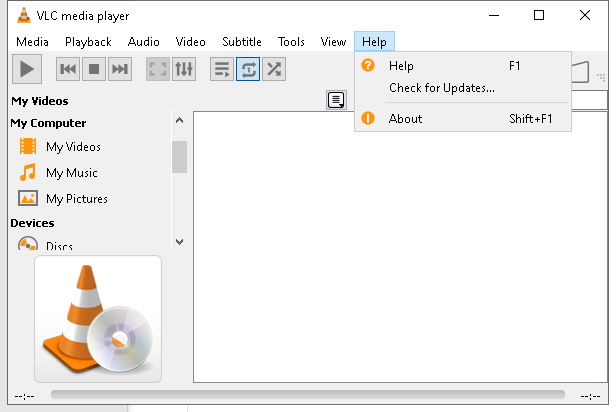 VLC media player
Media Playback Audio Video Subtitle Tools View Help
Help F1
Check for Updates...
About Shift+F1
My Videos
My Computer
My Videos
My Music
My Pictures
Devices
Discs
--:-- --:--